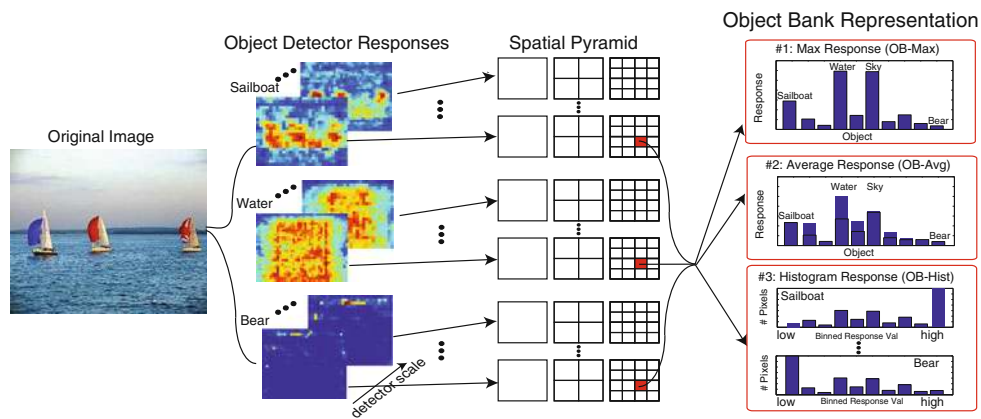 Original Image
Object Detector Responses
Sailboat
Water
Bear
detector scale
Spatial Pyramid
Object Bank Representation
#1: Max Response (OB-Max)
Response
Sailboat
Water
Sky
Bear
Object
#2: Average Response (OB-Avg)
Response
Sailboat
Water
Sky
Bear
Object
#3: Histogram Response (OB-Hist)
# Pixels
Sailboat
low
Binned Response Val
high
# Pixels
Bear
low
Binned Response Val
high